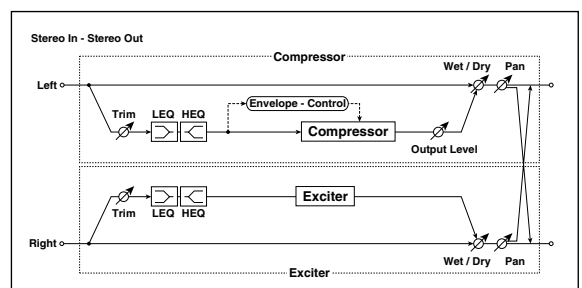 Stereo In - Stereo Out
Compressor
Wet / Dry Pan
Left
Envelope - Control
Trim LEQ HEQ
Compressor
Output Level
Exciter
Trim LEQ HEQ
Right
Wet / Dry Pan
Exciter